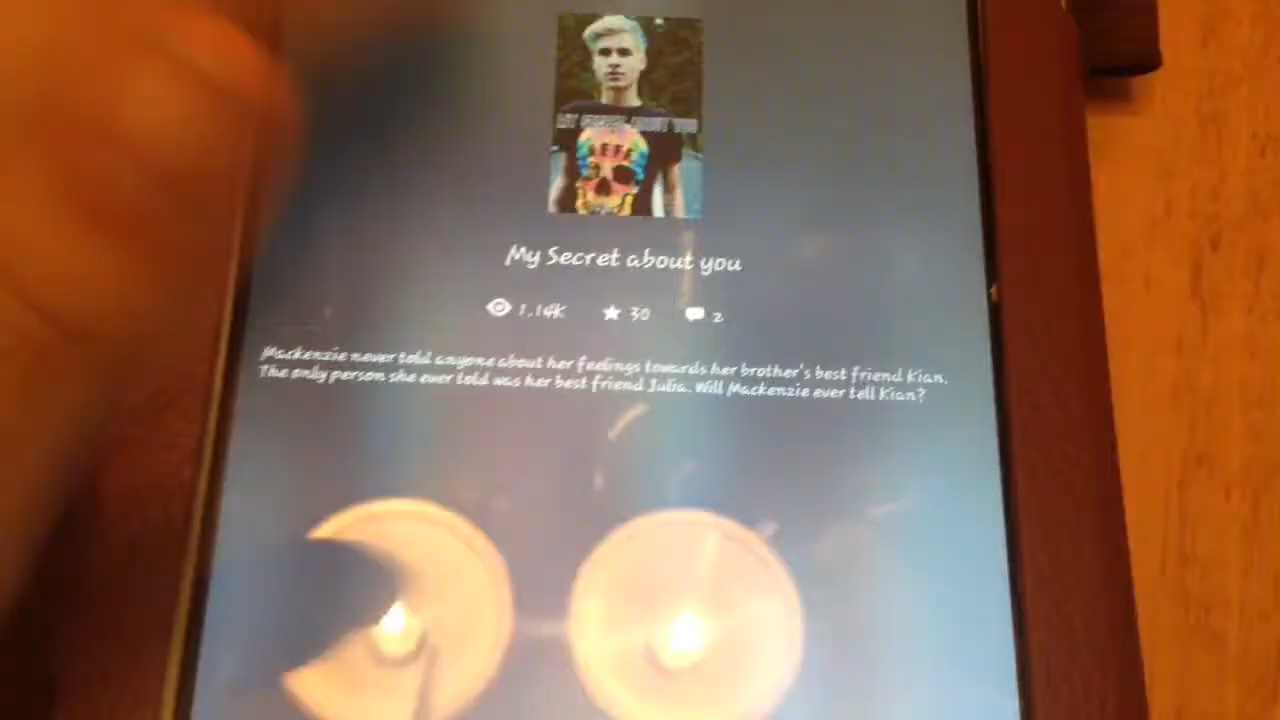 MY SECRET ABOUT YOU
My Secret about you
1.14K 30 2
Mackenzie never told anyone about her feelings towards her brother's best friend Kian.
The only person she ever told was her best friend Julia. Will Mackenzie ever tell Kian?